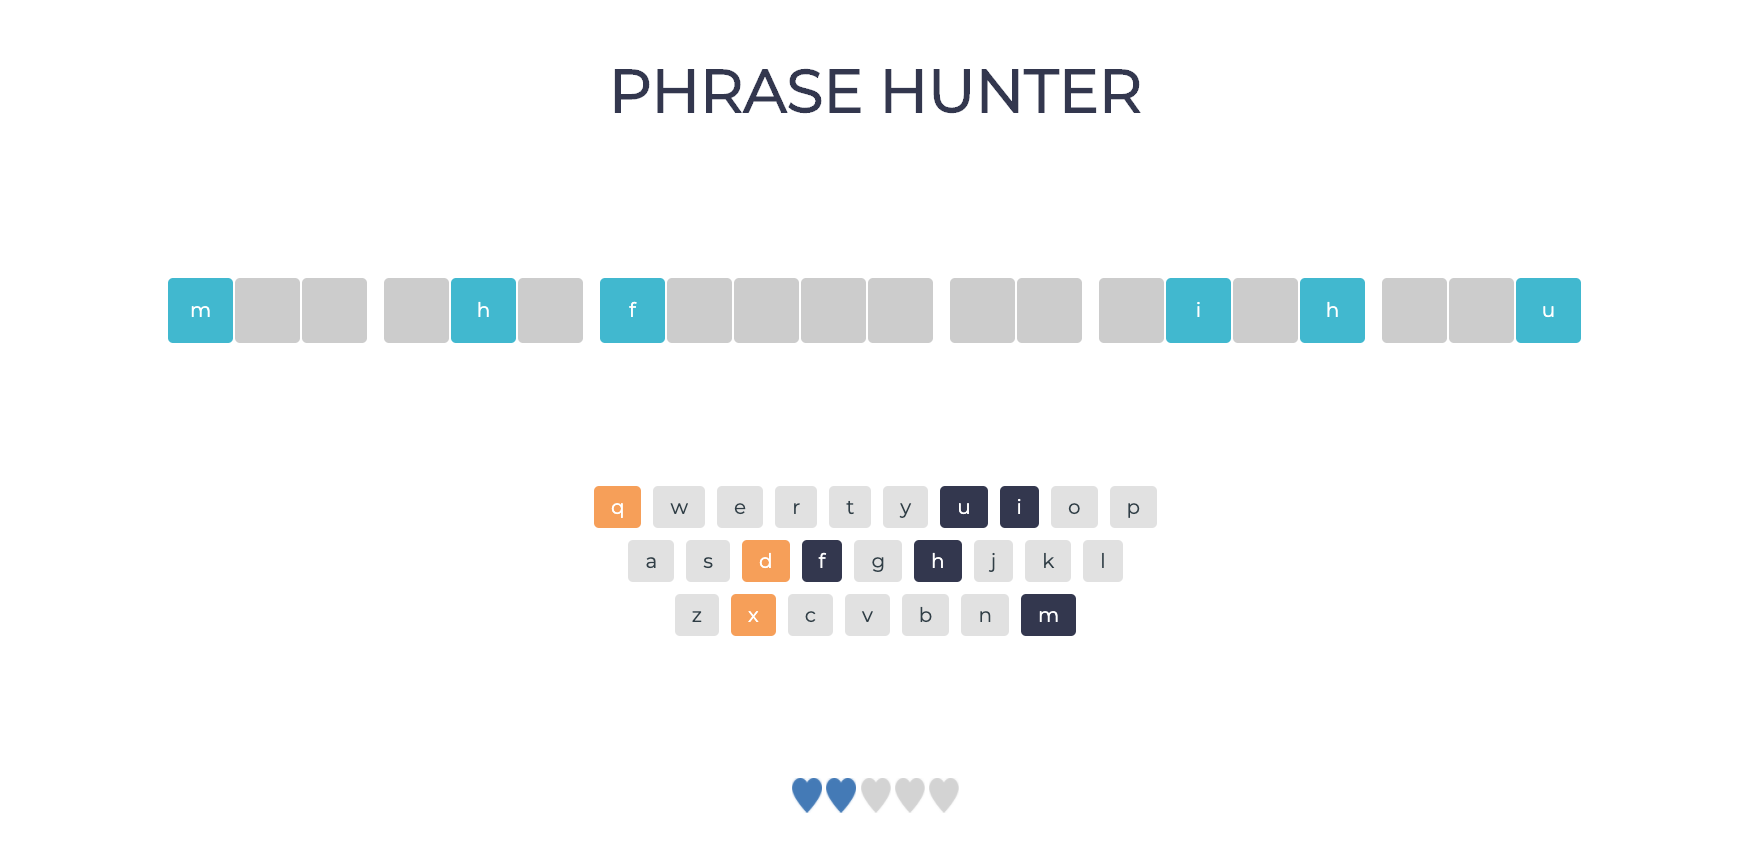 PHRASE HUNTER
m h f i h u
q w e r t y u i o p
a s d f g h j k l
z x c v b n m